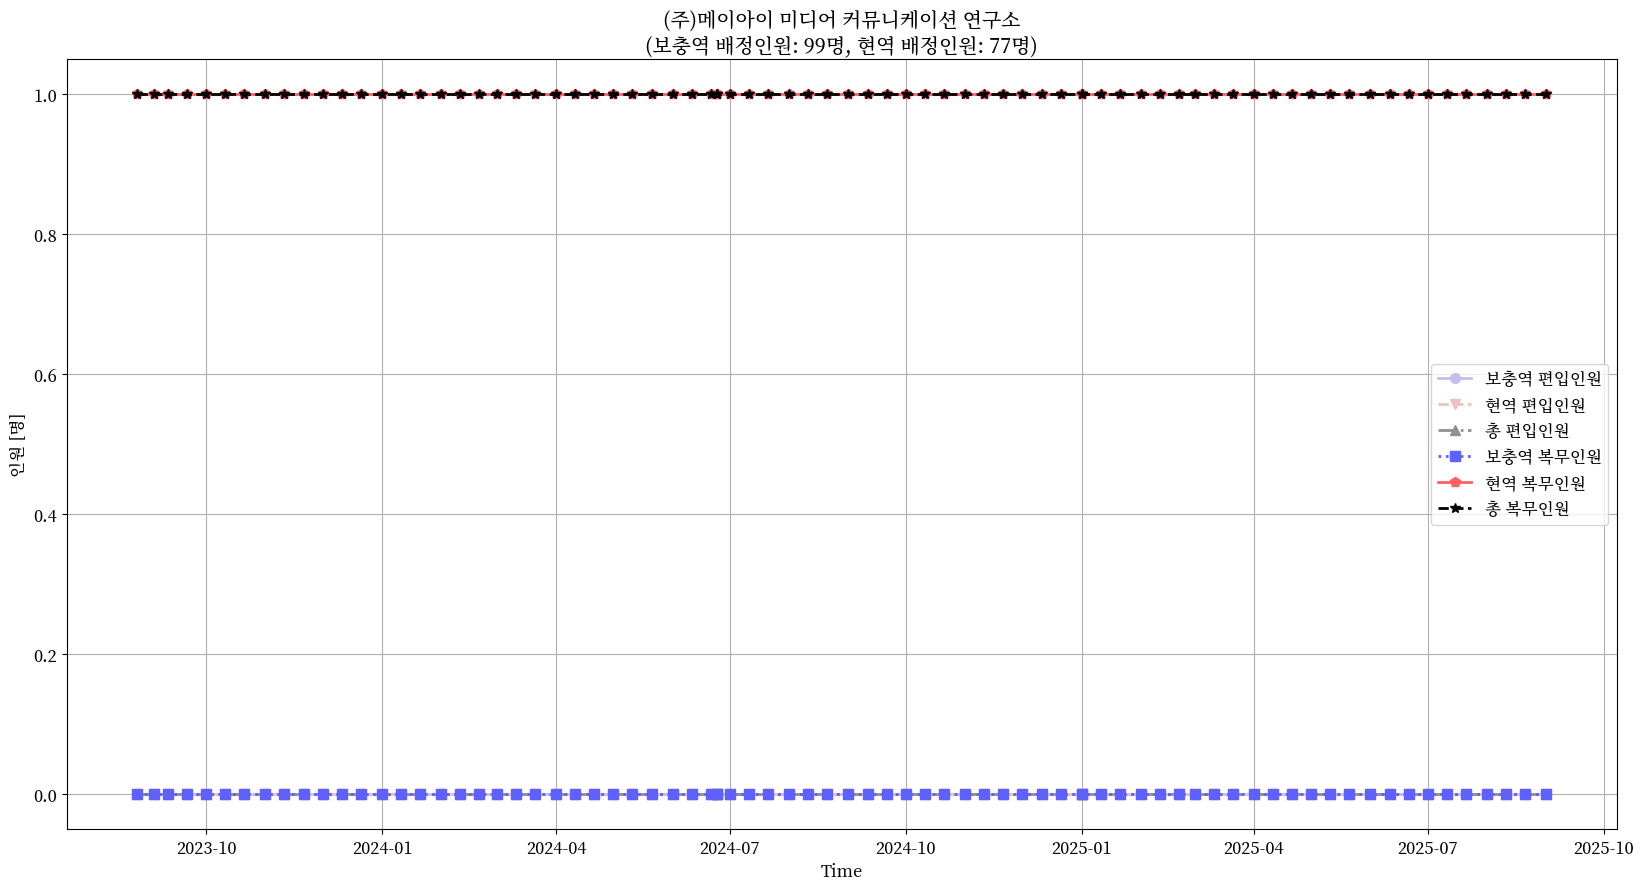 (주)메이아이 미디어 커뮤니케이션 연구소
(보충역 배정인원: 99명, 현역 배정인원: 77명)
1.0
0.8
0.6
0.4
0.2
0.0
인원 [명]
보충역 편입인원
현역 편입인원
총 편입인원
보충역 복무인원
현역 복무인원
총 복무인원
2023-10
2024-01
2024-04
2024-07
2024-10
2025-01
2025-04
2025-07
2025-10
Time